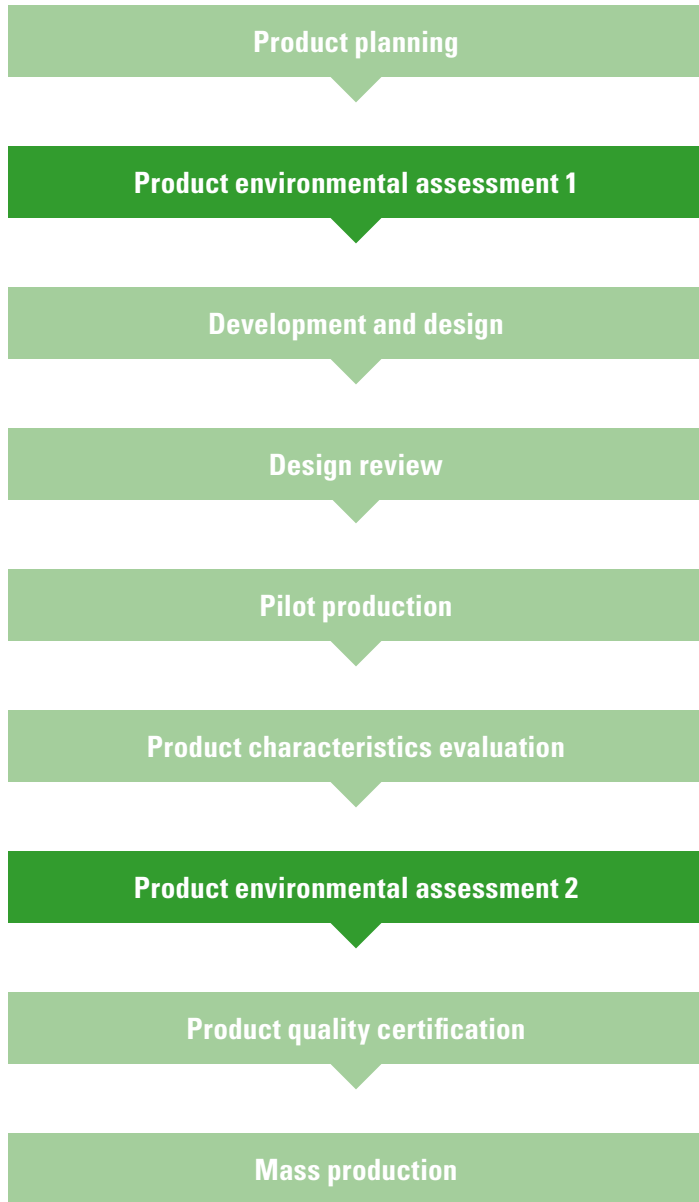 Product planning
Product environmental assessment 1
Development and design
Design review
Pilot production
Product characteristics evaluation
Product environmental assessment 2
Product quality certification
Mass production